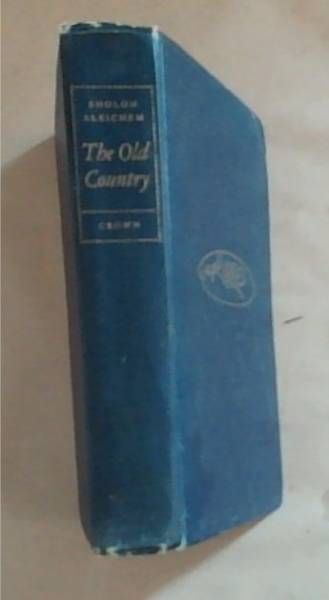 SHOLOM
ALEICHEM
The Old
Country
CROWN